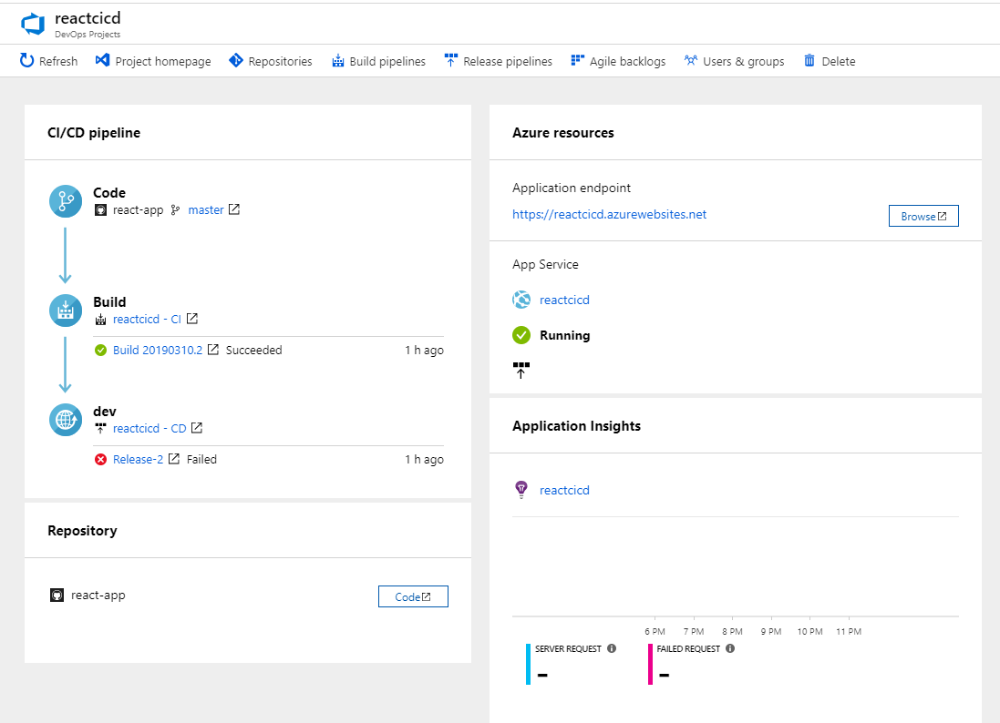 reactcicd
DevOps Projects
Refresh Project homepage Repositories Build pipelines Release pipelines Agile backlogs Users & groups Delete
CI/CD pipeline
Code
react-app master
Build
reactcicd - CI
Build 20190310.2 Succeeded 1 h ago
dev
reactcicd - CD
Release-2 Failed 1 h ago
Repository
react-app Code
Azure resources
Application endpoint
https://reactcicd.azurewebsites.net Browse
App Service
reactcicd
Running
Application Insights
reactcicd
6 PM 7 PM 8 PM 9 PM 10 PM 11 PM
SERVER REQUEST FAILED REQUEST
- -